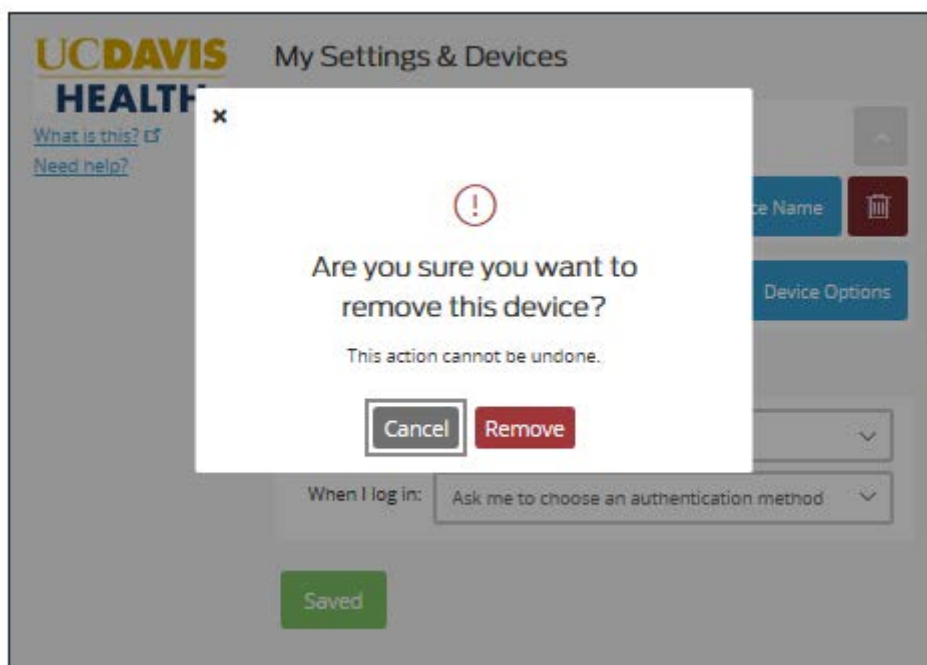 UCDAVIS
HEALTH
My Settings & Devices
What is this?
Need help?
Name
Device Options
Are you sure you want to
remove this device?
This action cannot be undone.
Cancel
Remove
When I log in:
Ask me to choose an authentication method
Saved